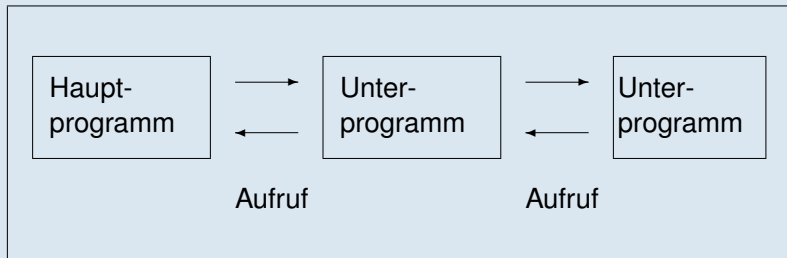 Haupt-
programm
Unter-
programm
Unter-
programm
Aufruf
Aufruf